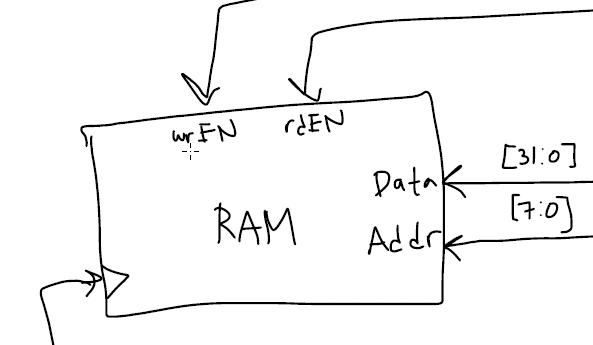 wrEN rdEN
[31:0]
Data
[7:0]
RAM
Addr